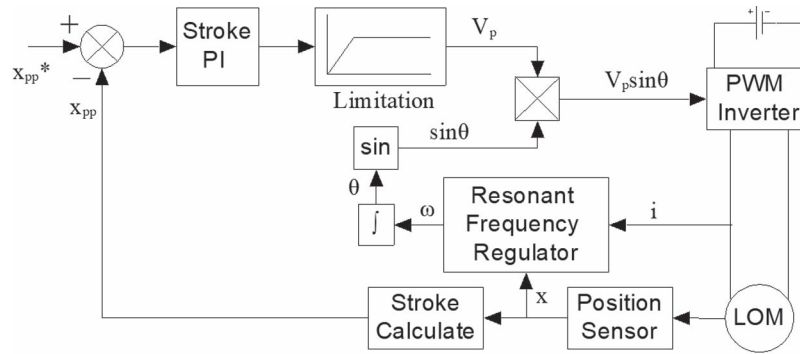 +
x_pp*
−
x_pp
Stroke
PI
Limitation
V_p
V_p sinθ
+ -
PWM
Inverter
sinθ
sin
θ
∫
ω
Resonant
Frequency
Regulator
i
x
Stroke
Calculate
Position
Sensor
LOM